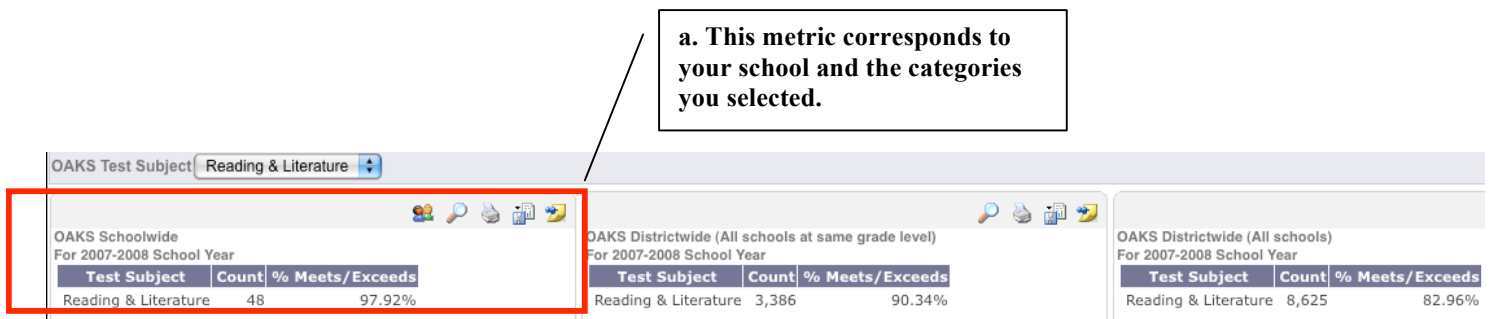 a. This metric corresponds to
your school and the categories
you selected.
OAKS Test Subject Reading & Literature
OAKS Schoolwide
For 2007-2008 School Year
Test Subject Count % Meets/Exceeds
Reading & Literature 48 97.92%
OAKS Districtwide (All schools at same grade level)
For 2007-2008 School Year
Test Subject Count % Meets/Exceeds
Reading & Literature 3,386 90.34%
OAKS Districtwide (All schools)
For 2007-2008 School Year
Test Subject Count % Meets/Exceeds
Reading & Literature 8,625 82.96%